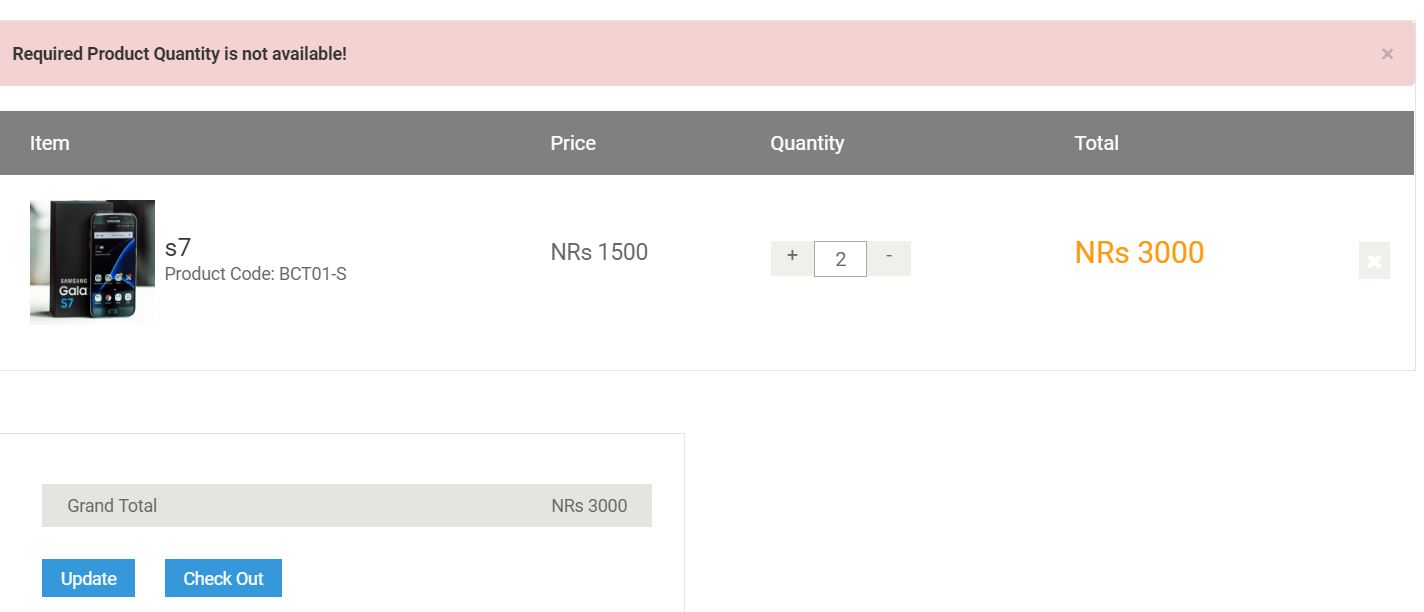 Required Product Quantity is not available!
×
Item Price Quantity Total
s7
Product Code: BCT01-S
NRs 1500
+ 2 -
NRs 3000
SAMSUNG
Gala
S7
Grand Total NRs 3000
Update Check Out